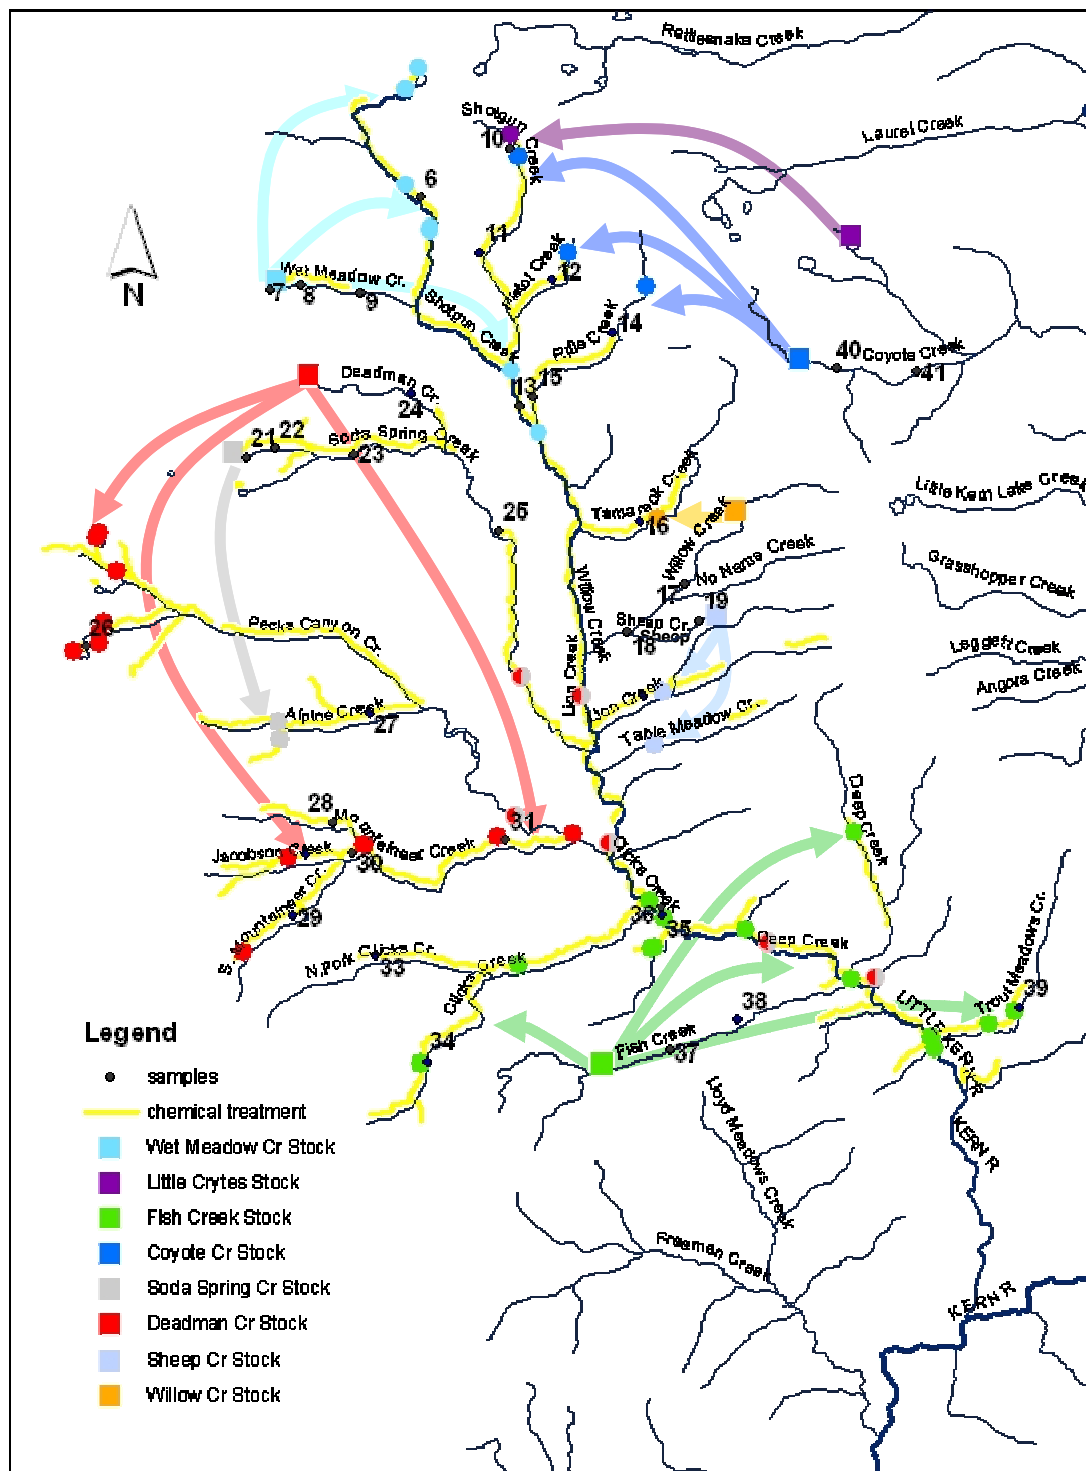 Rattlesnake Creek
Shotgun Creek
10
Laurel Creek
6
11
Pistol Creek
12
Wet Meadow Cr.
7
8
9
N
Shotgun Creek
Rifle Creek
14
13
15
40
Coyote Creek
41
Deadman Cr.
24
21
22
Soda Spring Creek
23
Tamarack Creek
16
Little Kern Lake Creek
25
Willow Creek
No Name Creek
Grasshopper Creek
17
19
Willow Creek
Sheep Cr.
Sheep
18
26
Pecks Canyon Cr.
Leggett Creek
Angora Creek
Lion Creek
Lion Creek
Alpine Creek
27
Table Meadow Cr.
28
Mountaineer Creek
31
Deep Creek
Jacobson Creek
30
Clicks Creek
S. Mountaineer Cr.
29
36
35
Deep Creek
N.Fork Clicks Cr.
33
Clicks Creek
Trout Meadows Cr.
39
38
LITTLE KERN R
34
Fish Creek
37
Lloyd Meadows Creek
KERN R
Freeman Creek
KERN R
Legend
samples
chemical treatment
Wet Meadow Cr Stock
Little Crytes Stock
Fish Creek Stock
Coyote Cr Stock
Soda Spring Cr Stock
Deadman Cr Stock
Sheep Cr Stock
Willow Cr Stock